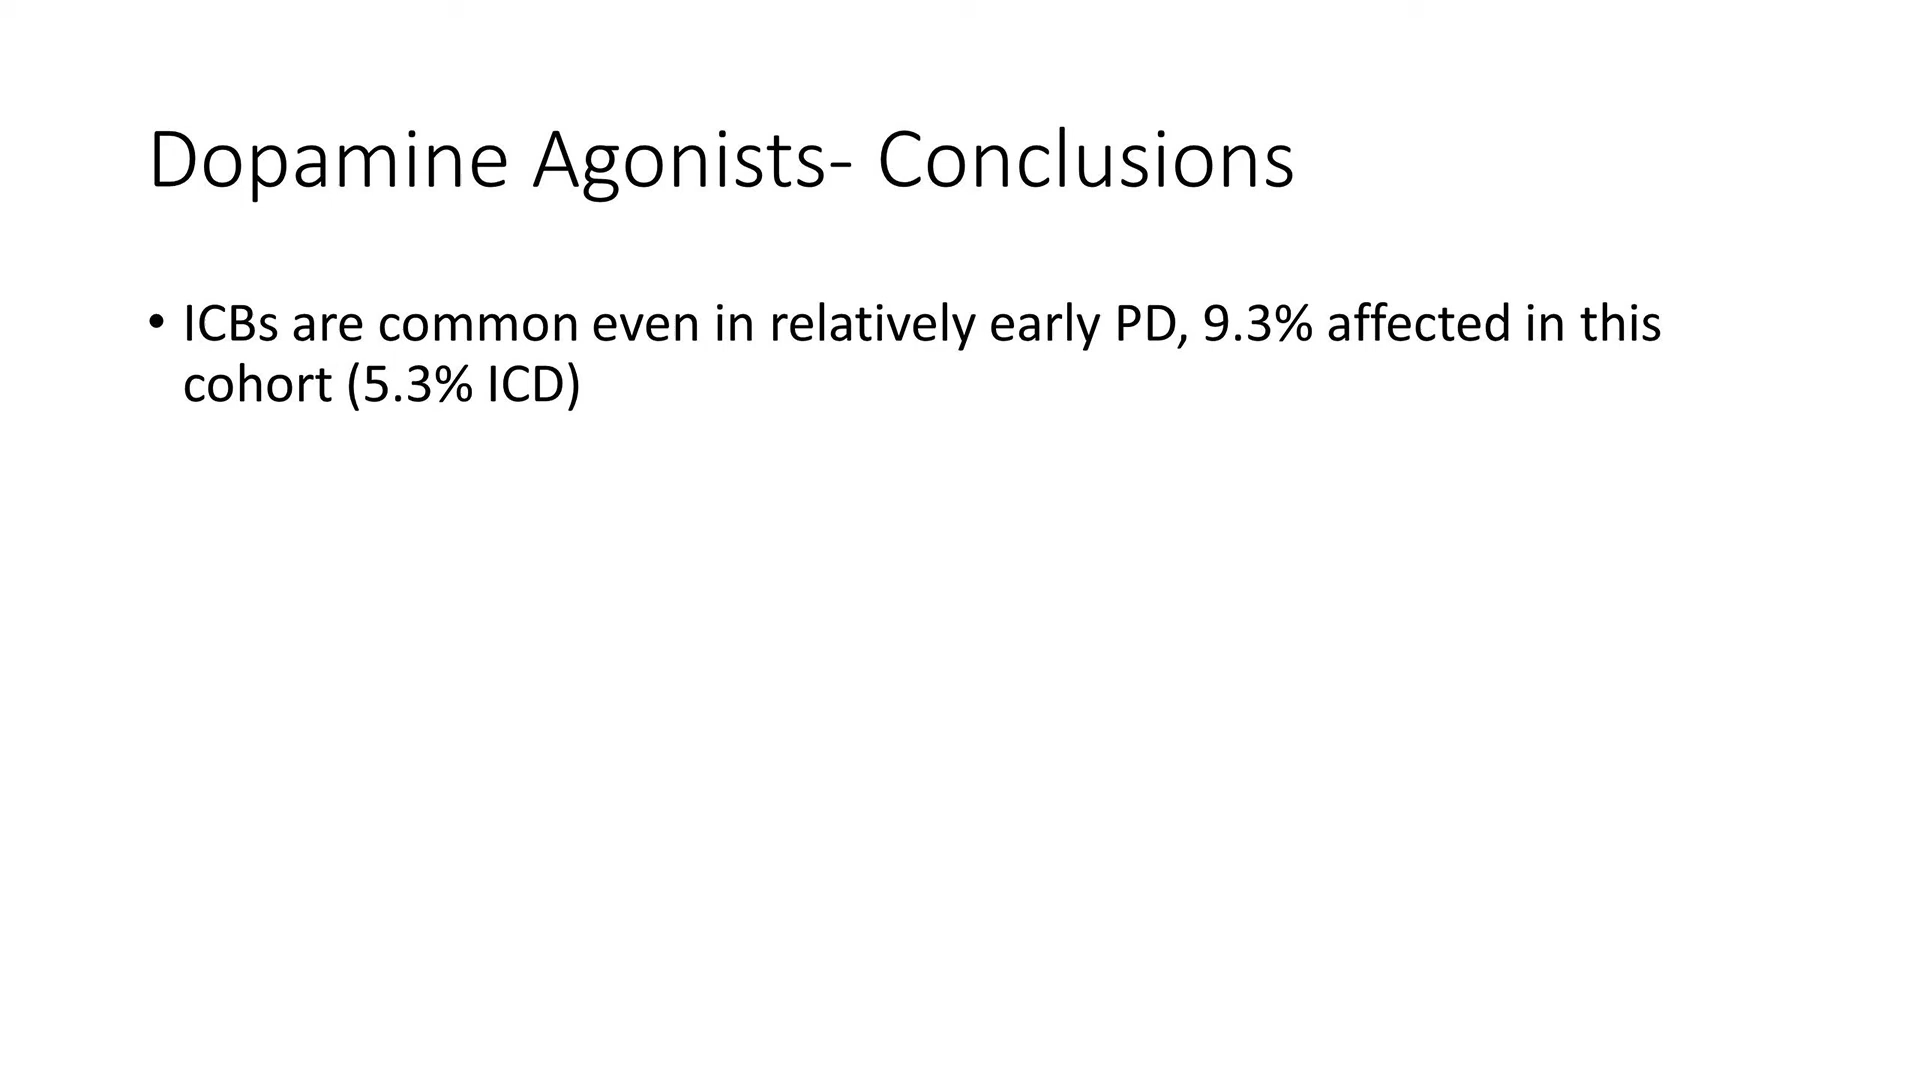 Dopamine Agonists- Conclusions
• ICBs are common even in relatively early PD, 9.3% affected in this
cohort (5.3% ICD)